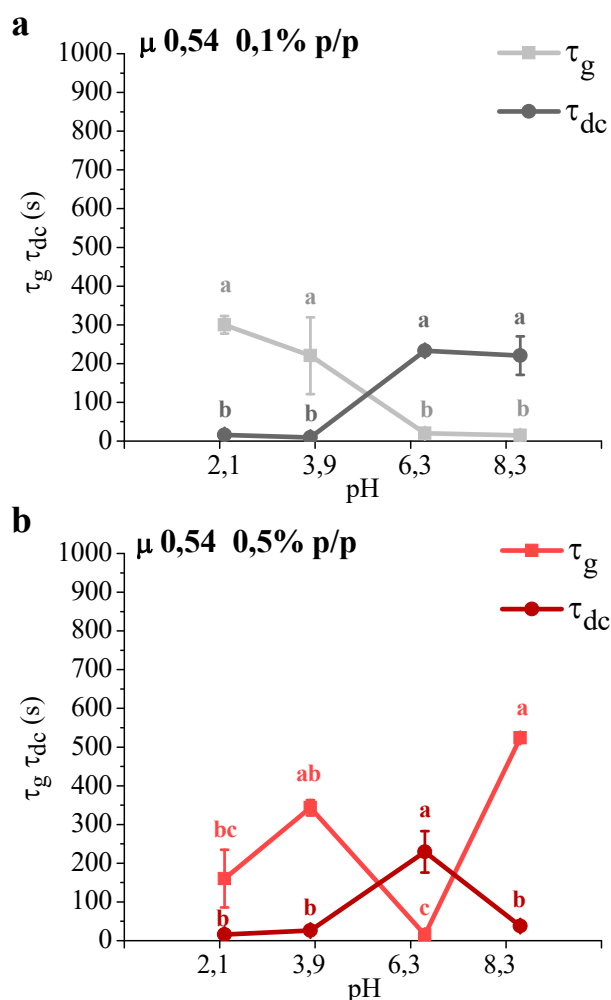 a
μ 0,54 0,1% p/p
τg
τdc
1000
900
800
700
600
500
400
300
200
100
0
τg τdc (s)
a
a
a
a
b
b
b
b
2,1
3,9
6,3
8,3
pH
b
μ 0,54 0,5% p/p
τg
τdc
1000
900
800
700
600
500
400
300
200
100
0
τg τdc (s)
bc
ab
c
a
b
b
a
b
2,1
3,9
6,3
8,3
pH